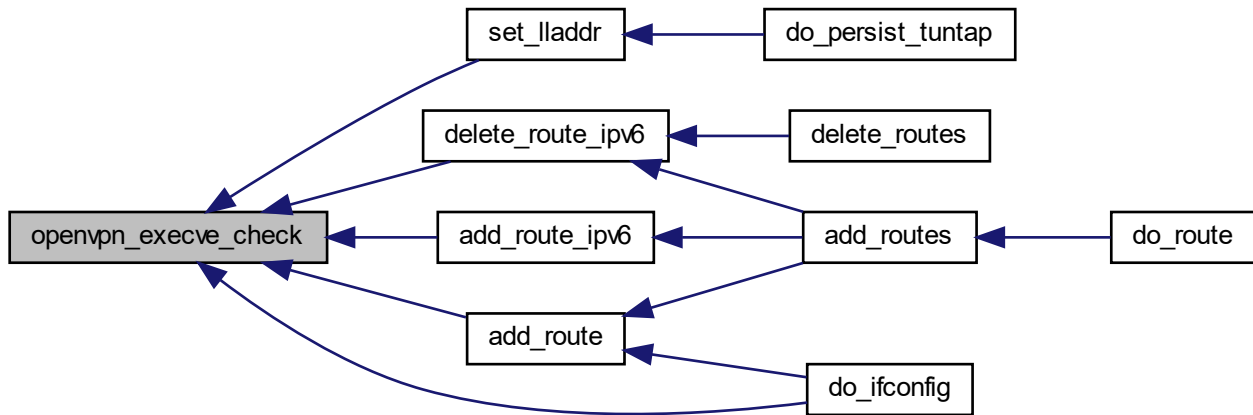 set_lladdr
do_persist_tuntap
delete_route_ipv6
delete_routes
openvpn_execve_check
add_route_ipv6
add_routes
do_route
add_route
do_ifconfig